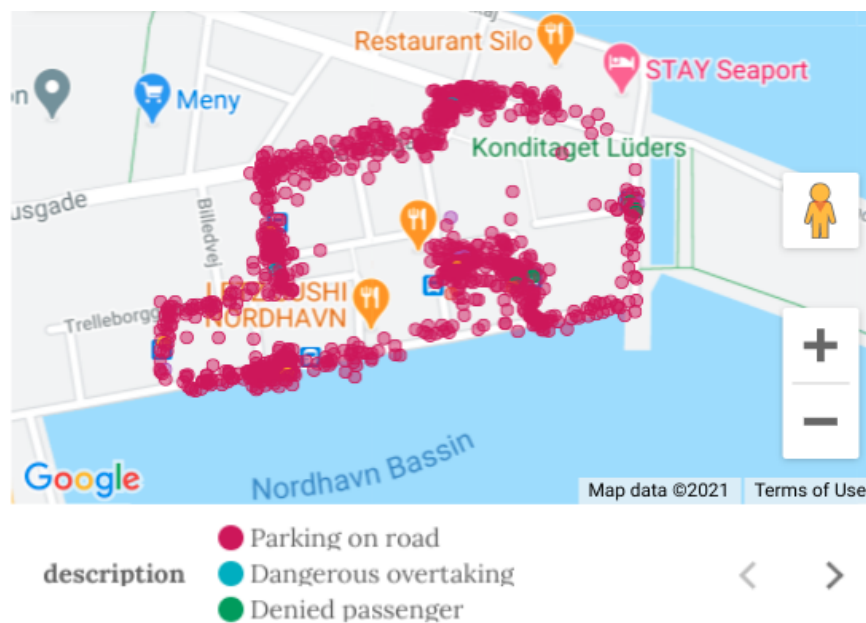 Restaurant Silo
STAY Seaport
Meny
Konditaget Lüders
usgade
Billedvej
NORDHAVN
Trelleborgg
Nordhavn Bassin
Google
Map data ©2021
Terms of Use
description
Parking on road
Dangerous overtaking
Denied passenger